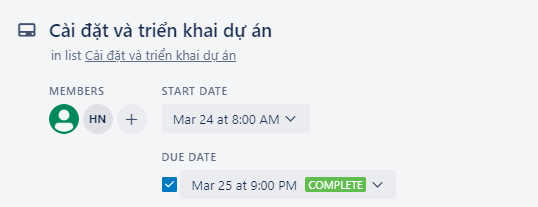 Cài đặt và triển khai dự án
in list Cài đặt và triển khai dự án
MEMBERS
START DATE
HN
+
Mar 24 at 8:00 AM
DUE DATE
Mar 25 at 9:00 PM COMPLETE